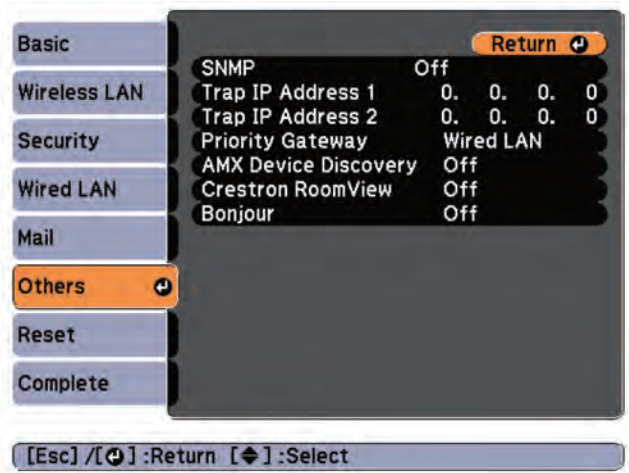 Basic
Wireless LAN
Security
Wired LAN
Mail
Others
Reset
Complete
Return
SNMP Off
Trap IP Address 1 0. 0. 0. 0
Trap IP Address 2 0. 0. 0. 0
Priority Gateway Wired LAN
AMX Device Discovery Off
Crestron RoomView Off
Bonjour Off
[Esc] /[⏎] :Return [◆] :Select